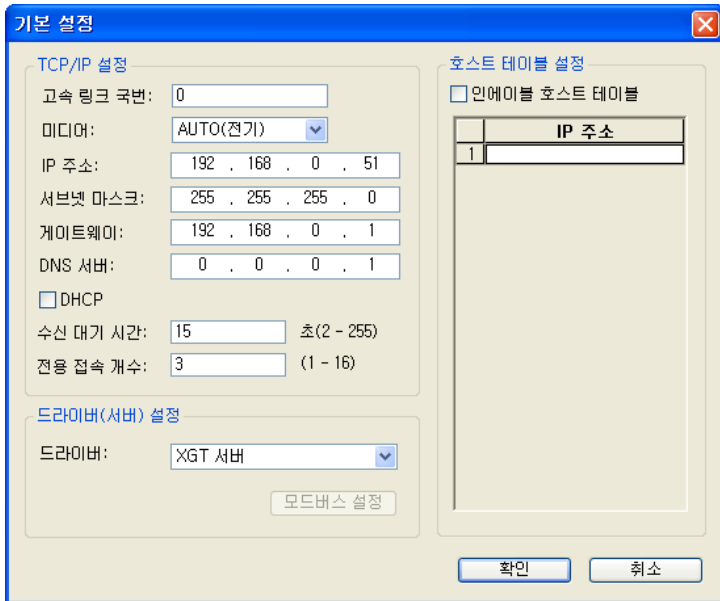 기본 설정
TCP/IP 설정
고속 링크 국번: 0
미디어: AUTO(전기)
IP 주소: 192 . 168 . 0 . 51
서브넷 마스크: 255 . 255 . 255 . 0
게이트웨이: 192 . 168 . 0 . 1
DNS 서버: 0 . 0 . 0 . 1
DHCP
수신 대기 시간: 15 초(2 - 255)
전용 접속 개수: 3 (1 - 16)
드라이버(서버) 설정
드라이버: XGT 서버
모드버스 설정
호스트 테이블 설정
인에이블 호스트 테이블
IP 주소
1
확인 취소